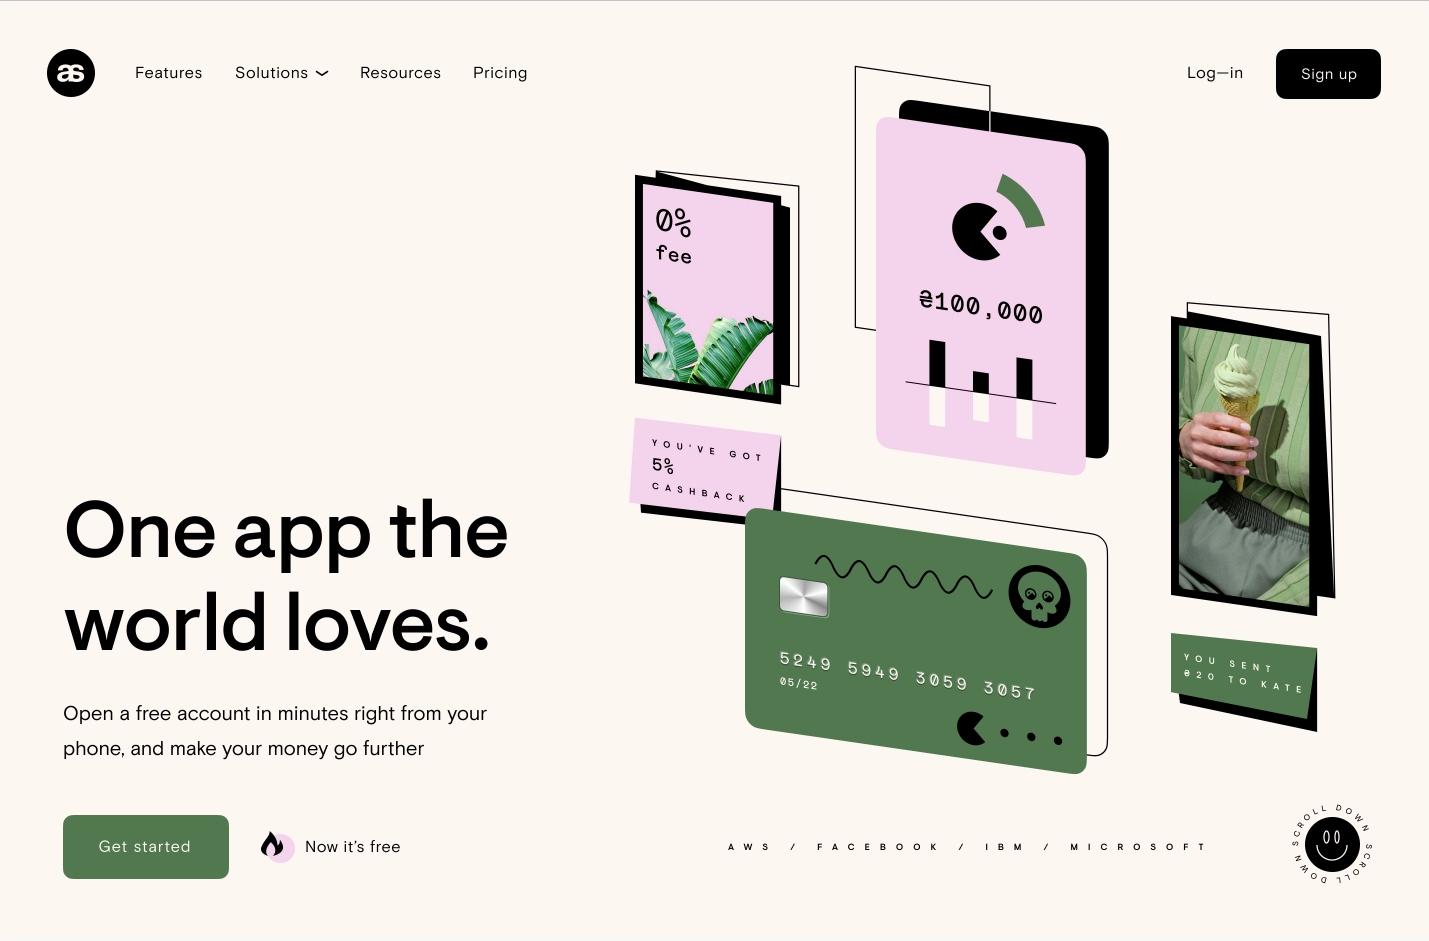 æs
Features
Solutions
Resources
Pricing
Log—in
Sign up
0%
fee
₴100,000
YOU'VE GOT
5%
CASHBACK
One app the
world loves.
5249 5949 3059 3057
05/22
YOU SENT
₴20 TO KATE
Open a free account in minutes right from your
phone, and make your money go further
Get started
Now it's free
AWS / FACEBOOK / IBM / MICROSOFT
SCROLL DOWN SCROLL DOWN